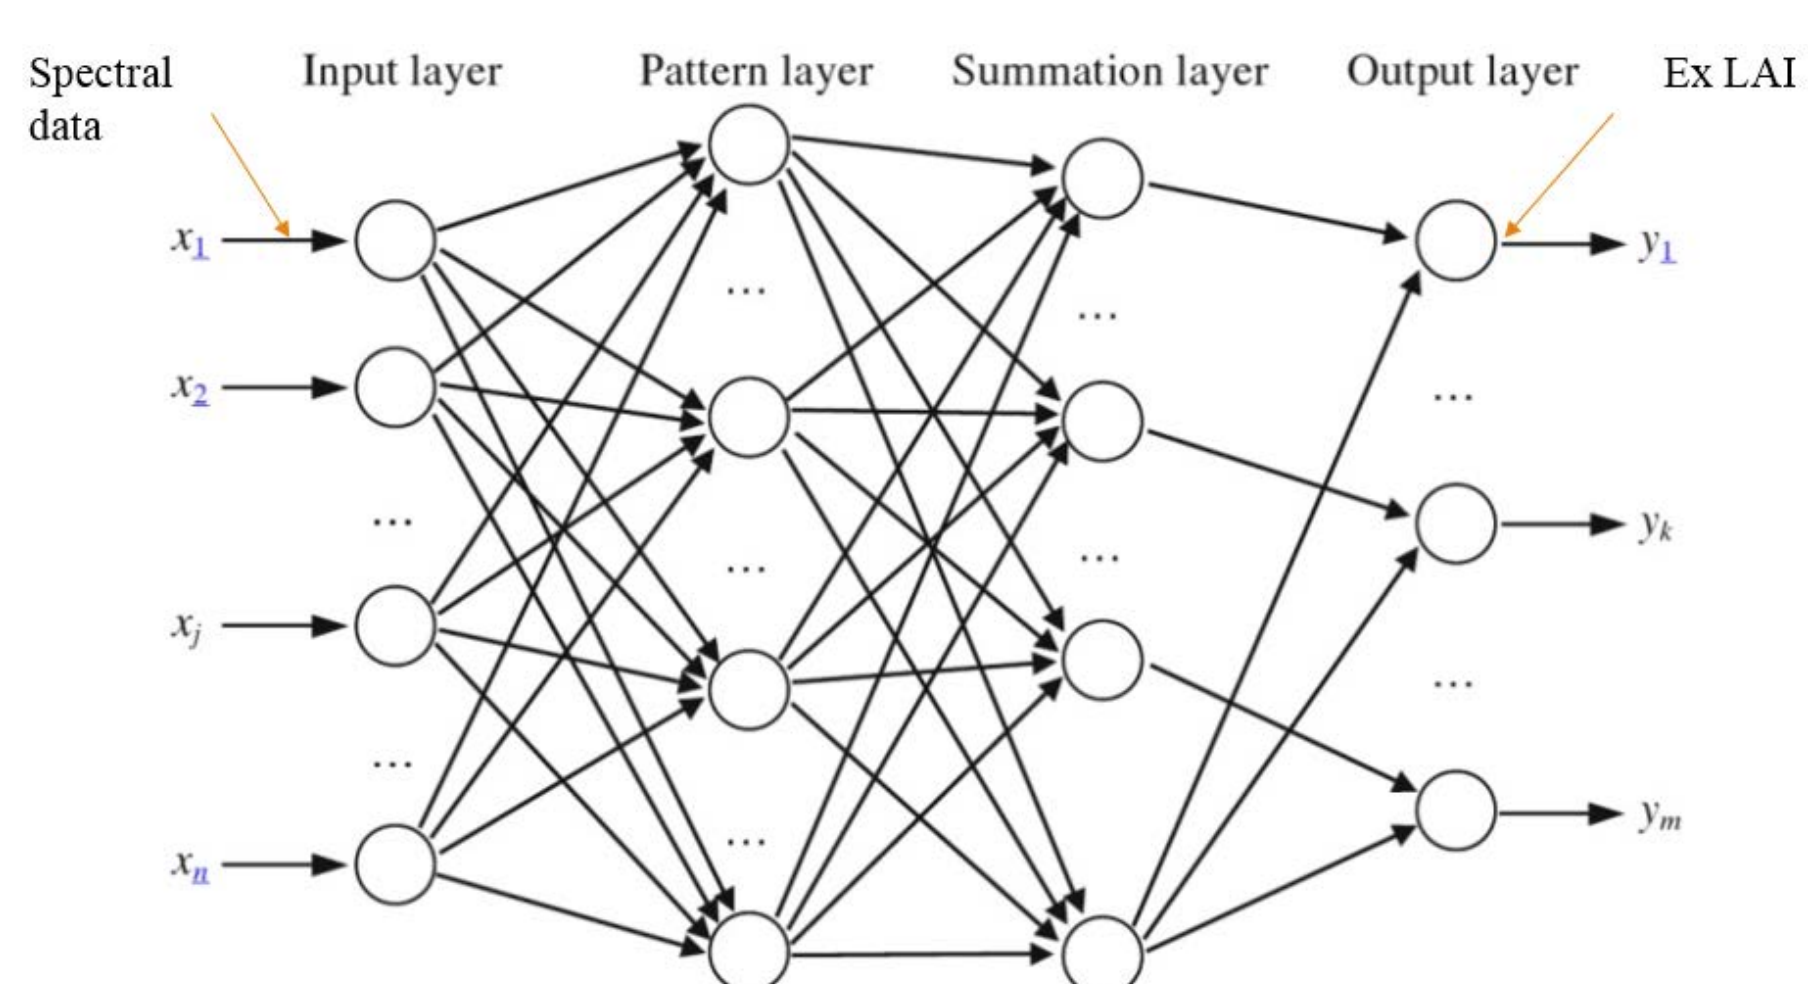 Spectral
data
Input layer
Pattern layer
Summation layer
Output layer
Ex LAI
x1
y1
...
...
x2
...
yk
...
...
...
xj
...
ym
...
...
xn